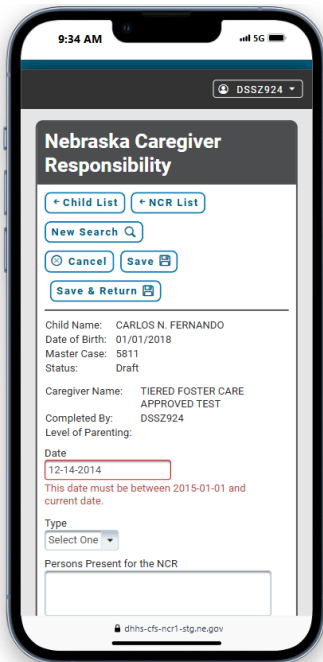 9:34 AM 5G
DSSZ924
Nebraska Caregiver
Responsibility
Child List NCR List
New Search
Cancel Save
Save & Return
Child Name: CARLOS N. FERNANDO
Date of Birth: 01/01/2018
Master Case: 5811
Status: Draft
Caregiver Name: TIERED FOSTER CARE
APPROVED TEST
Completed By: DSSZ924
Level of Parenting:
Date
12-14-2014
This date must be between 2015-01-01 and
current date.
Type
Select One
Persons Present for the NCR
dhhs-cfs-ncr1-stg.ne.gov